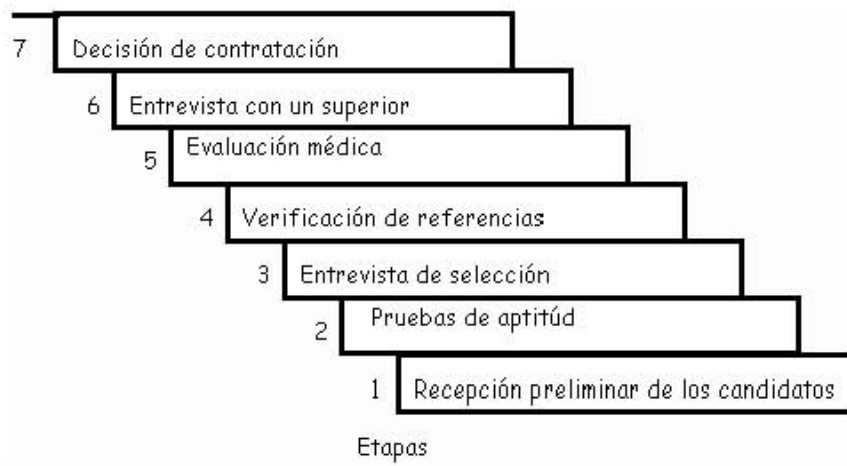 7 Decisión de contratación
6 Entrevista con un superior
5 Evaluación médica
4 Verificación de referencias
3 Entrevista de selección
2 Pruebas de aptitúd
1 Recepción preliminar de los candidatos
Etapas